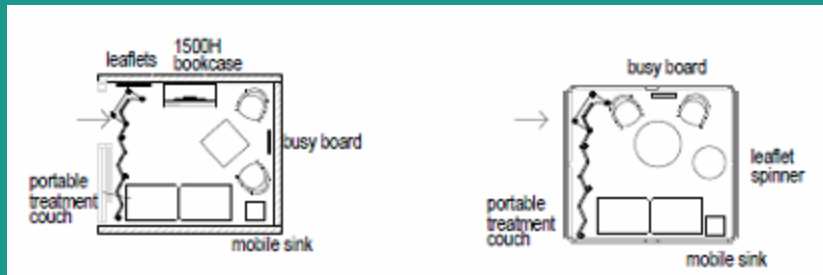 leaflets
1500H
bookcase
busy board
portable
treatment
couch
mobile sink
busy board
leaflet
spinner
portable
treatment
couch
mobile sink